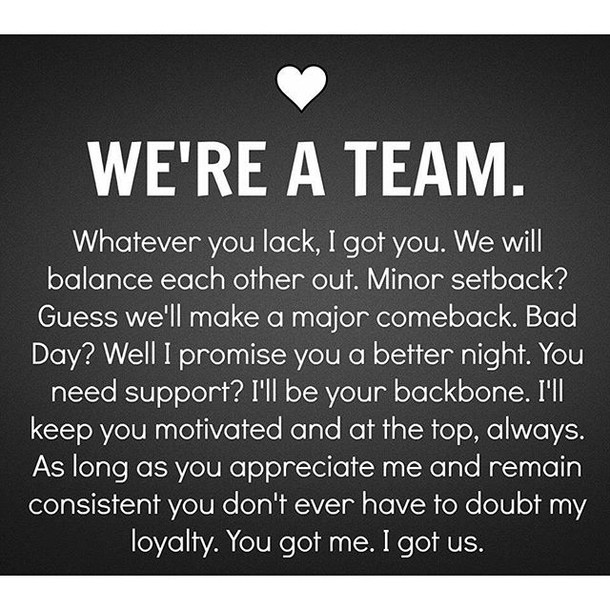 WE'RE A TEAM.
Whatever you lack, I got you. We will
balance each other out. Minor setback?
Guess we'll make a major comeback. Bad
Day? Well I promise you a better night. You
need support? I'll be your backbone. I'll
keep you motivated and at the top, always.
As long as you appreciate me and remain
consistent you don't ever have to doubt my
loyalty. You got me. I got us.